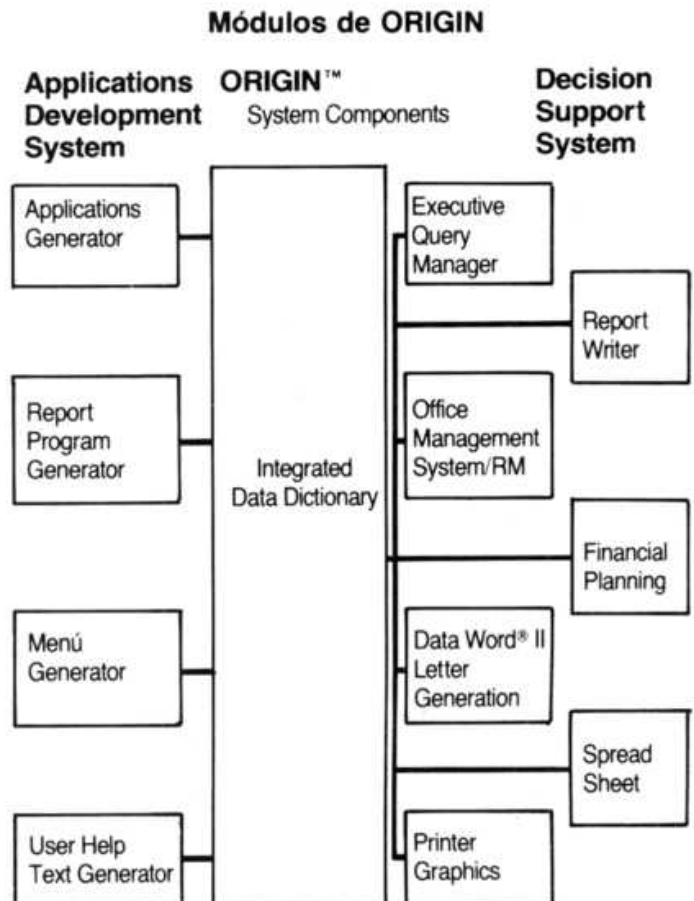 Módulos de ORIGIN
Applications
Development
System
ORIGIN™
System Components
Decision
Support
System
Applications
Generator
Report
Program
Generator
Menú
Generator
User Help
Text Generator
Integrated
Data Dictionary
Executive
Query
Manager
Report
Writer
Office
Management
System/RM
Financial
Planning
Data Word® II
Letter
Generation
Spread
Sheet
Printer
Graphics